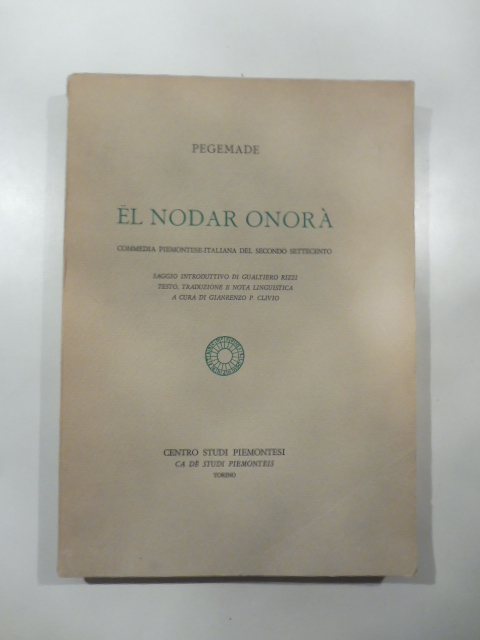 PEGEMADE
ËL NODAR ONORÀ
COMMEDIA PIEMONTESE-ITALIANA DEL SECONDO SETTECENTO
SAGGIO INTRODUTTIVO DI GUALTIERO RIZZI
TESTO, TRADUZIONE E NOTA LINGUISTICA
A CURA DI GIANRENZO P. CLIVIO
CENTRO STUDI PIEMONTESI
CA DË STUDI PIEMONTEIS
TORINO